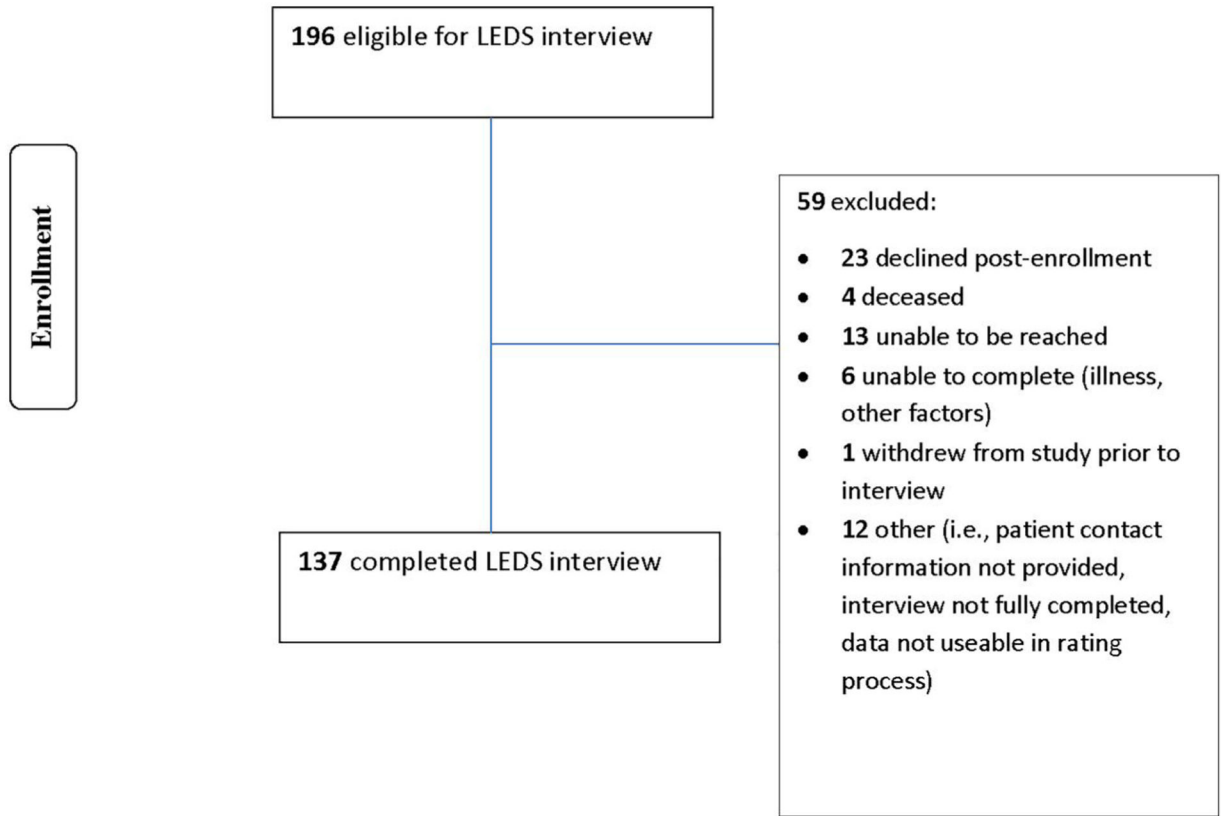 196 eligible for LEDS interview
Enrollment
59 excluded:
• 23 declined post-enrollment
• 4 deceased
• 13 unable to be reached
• 6 unable to complete (illness,
other factors)
• 1 withdrew from study prior to
interview
• 12 other (i.e., patient contact
information not provided,
interview not fully completed,
data not useable in rating
process)
137 completed LEDS interview